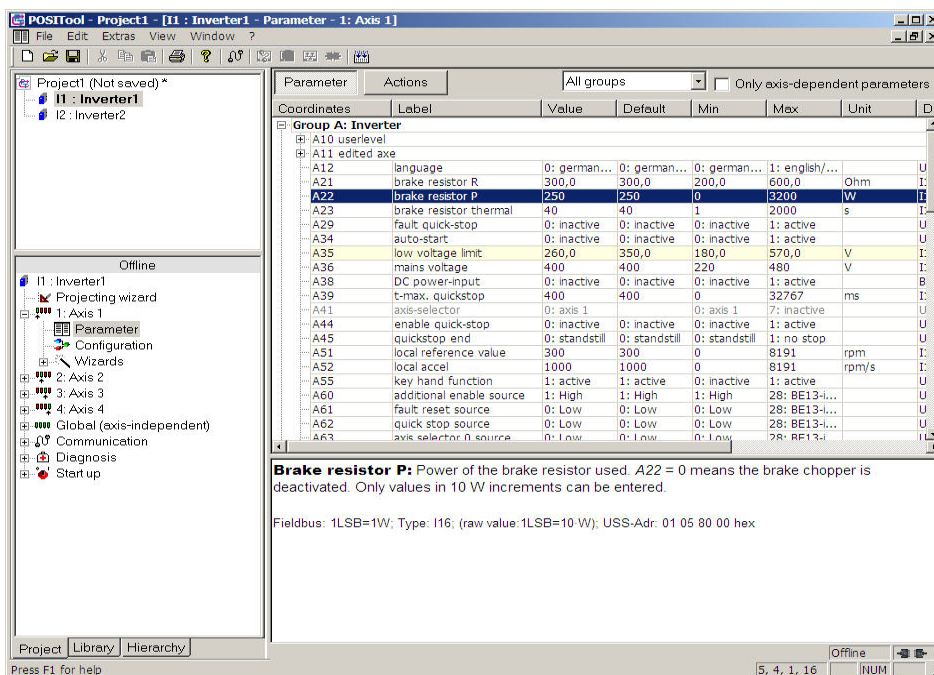 POSITool - Project1 - [I1 : Inverter1 - Parameter - 1: Axis 1]
File Edit Extras View Window ?
Project1 (Not saved) *
I1 : Inverter1
I2 : Inverter2
Offline
I1 : Inverter1
Projecting wizard
1: Axis 1
Parameter
Configuration
Wizards
2: Axis 2
3: Axis 3
4: Axis 4
Global (axis-independent)
Communication
Diagnosis
Start up
Project Library Hierarchy
Parameter Actions All groups Only axis-dependent parameters
Coordinates Label Value Default Min Max Unit D
Group A: Inverter
A10 userlevel
A11 edited axe
A12 language 0: german... 0: german... 0: german... 1: english/... U
A21 brake resistor R 300,0 300,0 200,0 600,0 Ohm I:
A22 brake resistor P 250 250 0 3200 W I:
A23 brake resistor thermal 40 40 1 2000 s I:
A29 fault quick-stop 0: inactive 0: inactive 0: inactive 1: active U
A34 auto-start 0: inactive 0: inactive 0: inactive 1: active U
A35 low voltage limit 260,0 350,0 180,0 570,0 V I:
A36 mains voltage 400 400 220 480 V I:
A38 DC power-input 0: inactive 0: inactive 0: inactive 1: active B
A39 t-max. quickstop 400 400 0 32767 ms I:
A41 axis-selector 0: axis 1 0: axis 1 7: inactive U
A44 enable quick-stop 0: inactive 0: inactive 0: inactive 1: active U
A45 quickstop end 0: standstill 0: standstill 0: standstill 1: no stop U
A51 local reference value 300 300 0 8191 rpm I:
A52 local accel 1000 1000 0 8191 rpm/s I:
A55 key hand function 1: active 1: active 0: inactive 1: active U
A60 additional enable source 1: High 1: High 1: High 28: BE13-i... U
A61 fault reset source 0: Low 0: Low 0: Low 28: BE13-i... U
A62 quick stop source 0: Low 0: Low 0: Low 28: BE13-i... U
A63 axis selector 0 source 0: Low 0: Low 0: Low 28: BE13-i... U
Brake resistor P: Power of the brake resistor used. A22 = 0 means the brake chopper is
deactivated. Only values in 10 W increments can be entered.
Fieldbus: 1LSB=1W; Type: I16; (raw value:1LSB=10·W); USS-Adr: 01 05 80 00 hex
Offline
Press F1 for help 5, 4, 1, 16 NUM